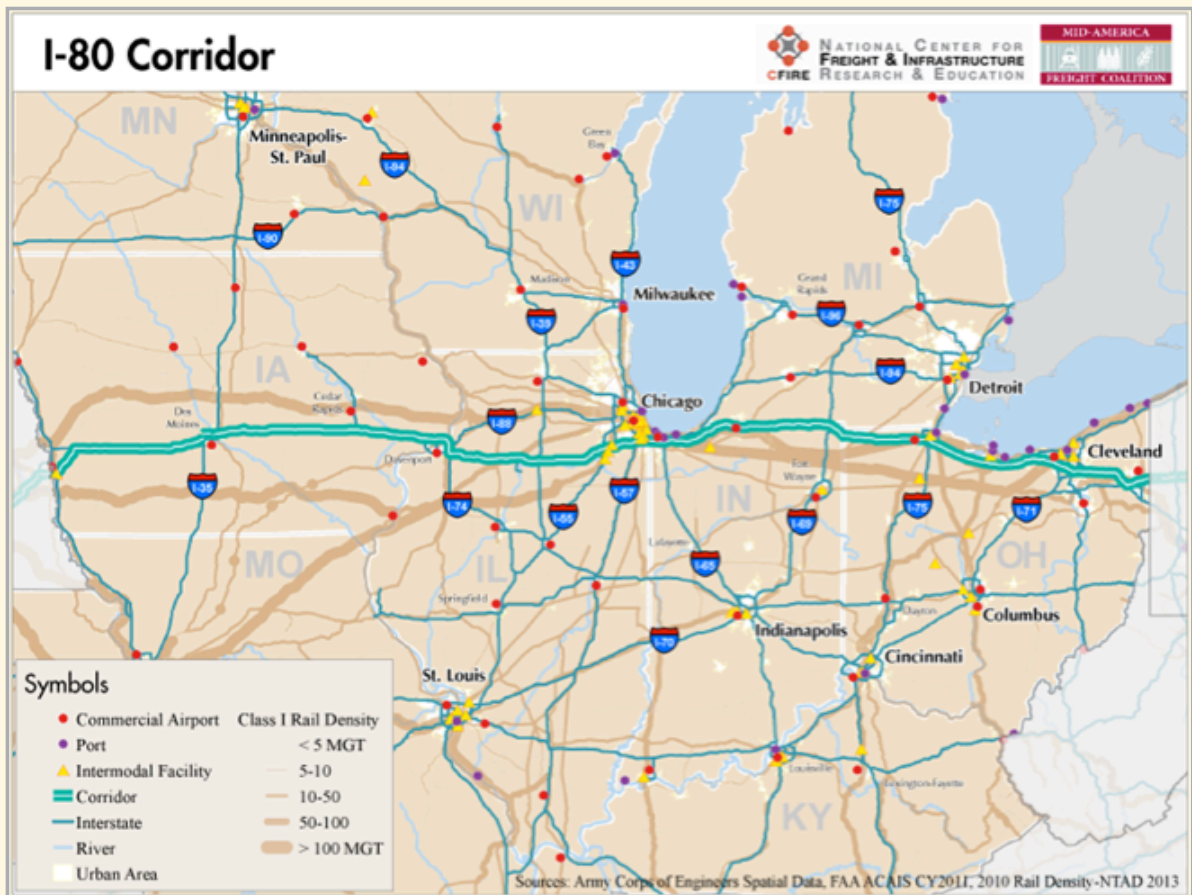 I-80 Corridor
CFIRE
NATIONAL CENTER FOR
FREIGHT & INFRASTRUCTURE
RESEARCH & EDUCATION
MID-AMERICA
FREIGHT COALITION
MN
Minneapolis-
St. Paul
I-94
Green
Bay
WI
I-75
I-90
I-43
MI
Madison
Milwaukee
Grand
Rapids
I-39
I-96
IA
I-94
Detroit
Cedar
Rapids
Chicago
Des
Moines
I-88
Davenport
Cleveland
I-35
I-74
I-57
I-55
IN
Fort
Wayne
I-69
I-75
I-71
MO
IL
Lafayette
I-65
OH
Springfield
Indianapolis
Dayton
Columbus
I-70
Cincinnati
St. Louis
Louisville
Lexington-Fayette
KY
Symbols
Commercial Airport
Port
Intermodal Facility
Corridor
Interstate
River
Urban Area
Class I Rail Density
< 5 MGT
5-10
10-50
50-100
> 100 MGT
Sources: Army Corps of Engineers Spatial Data, FAA ACAIS CY2011, 2010 Rail Density-NTAD 2013